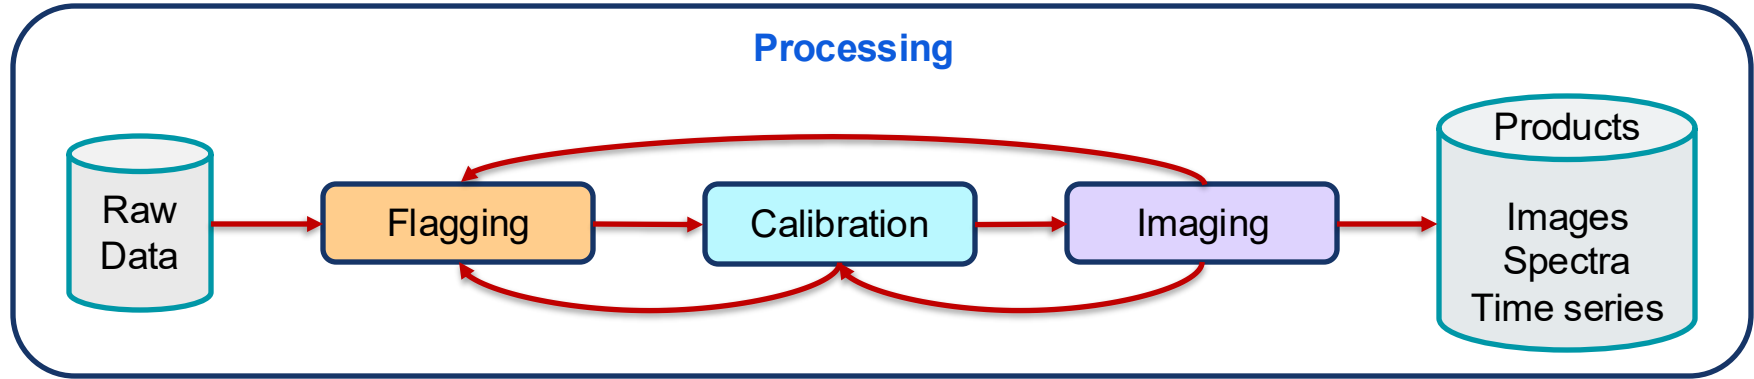 Processing
Raw
Data
Flagging
Calibration
Imaging
Products
Images
Spectra
Time series